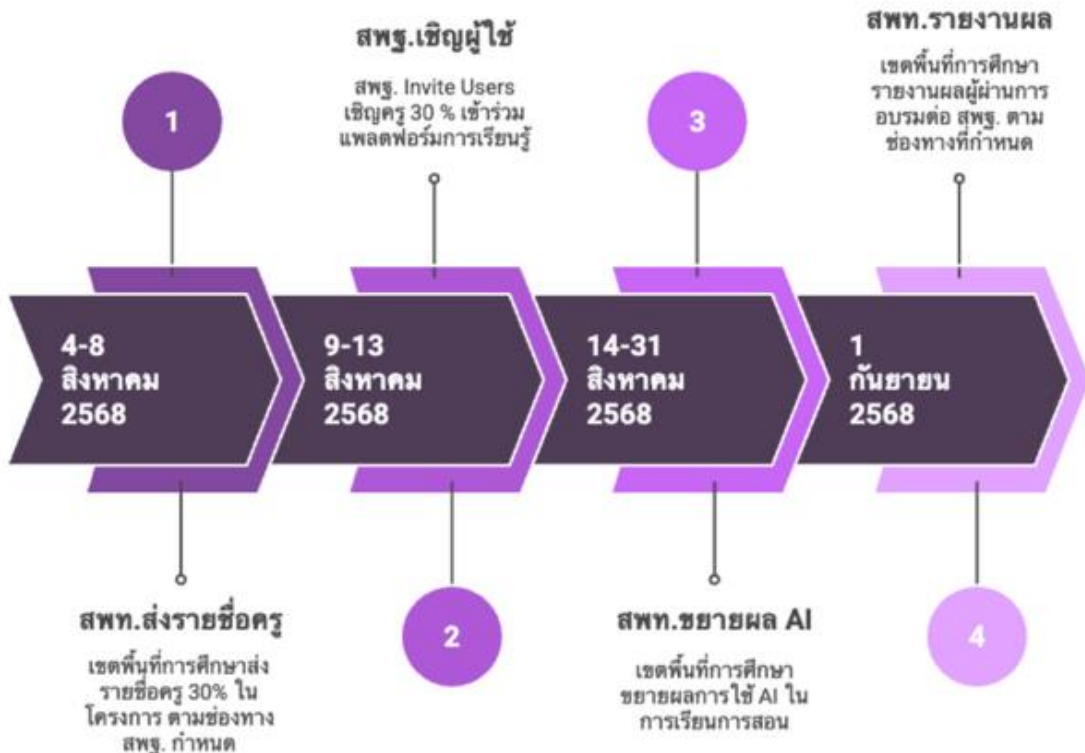 1
4-8
สิงหาคม
2568
สพท.ส่งรายชื่อครู
เขตพื้นที่การศึกษาส่ง
รายชื่อครู 30% ใน
โครงการ ตามช่องทาง
สพฐ. กำหนด
สพฐ.เชิญผู้ใช้
สพฐ. Invite Users
เชิญครู 30 % เข้าร่วม
แพลตฟอร์มการเรียนรู้
9-13
สิงหาคม
2568
2
3
14-31
สิงหาคม
2568
สพท.ขยายผล AI
เขตพื้นที่การศึกษา
ขยายผลการใช้ AI ใน
การเรียนการสอน
สพท.รายงานผล
เขตพื้นที่การศึกษา
รายงานผลผู้ผ่านการ
อบรมต่อ สพฐ. ตาม
ช่องทางที่กำหนด
1
กันยายน
2568
4